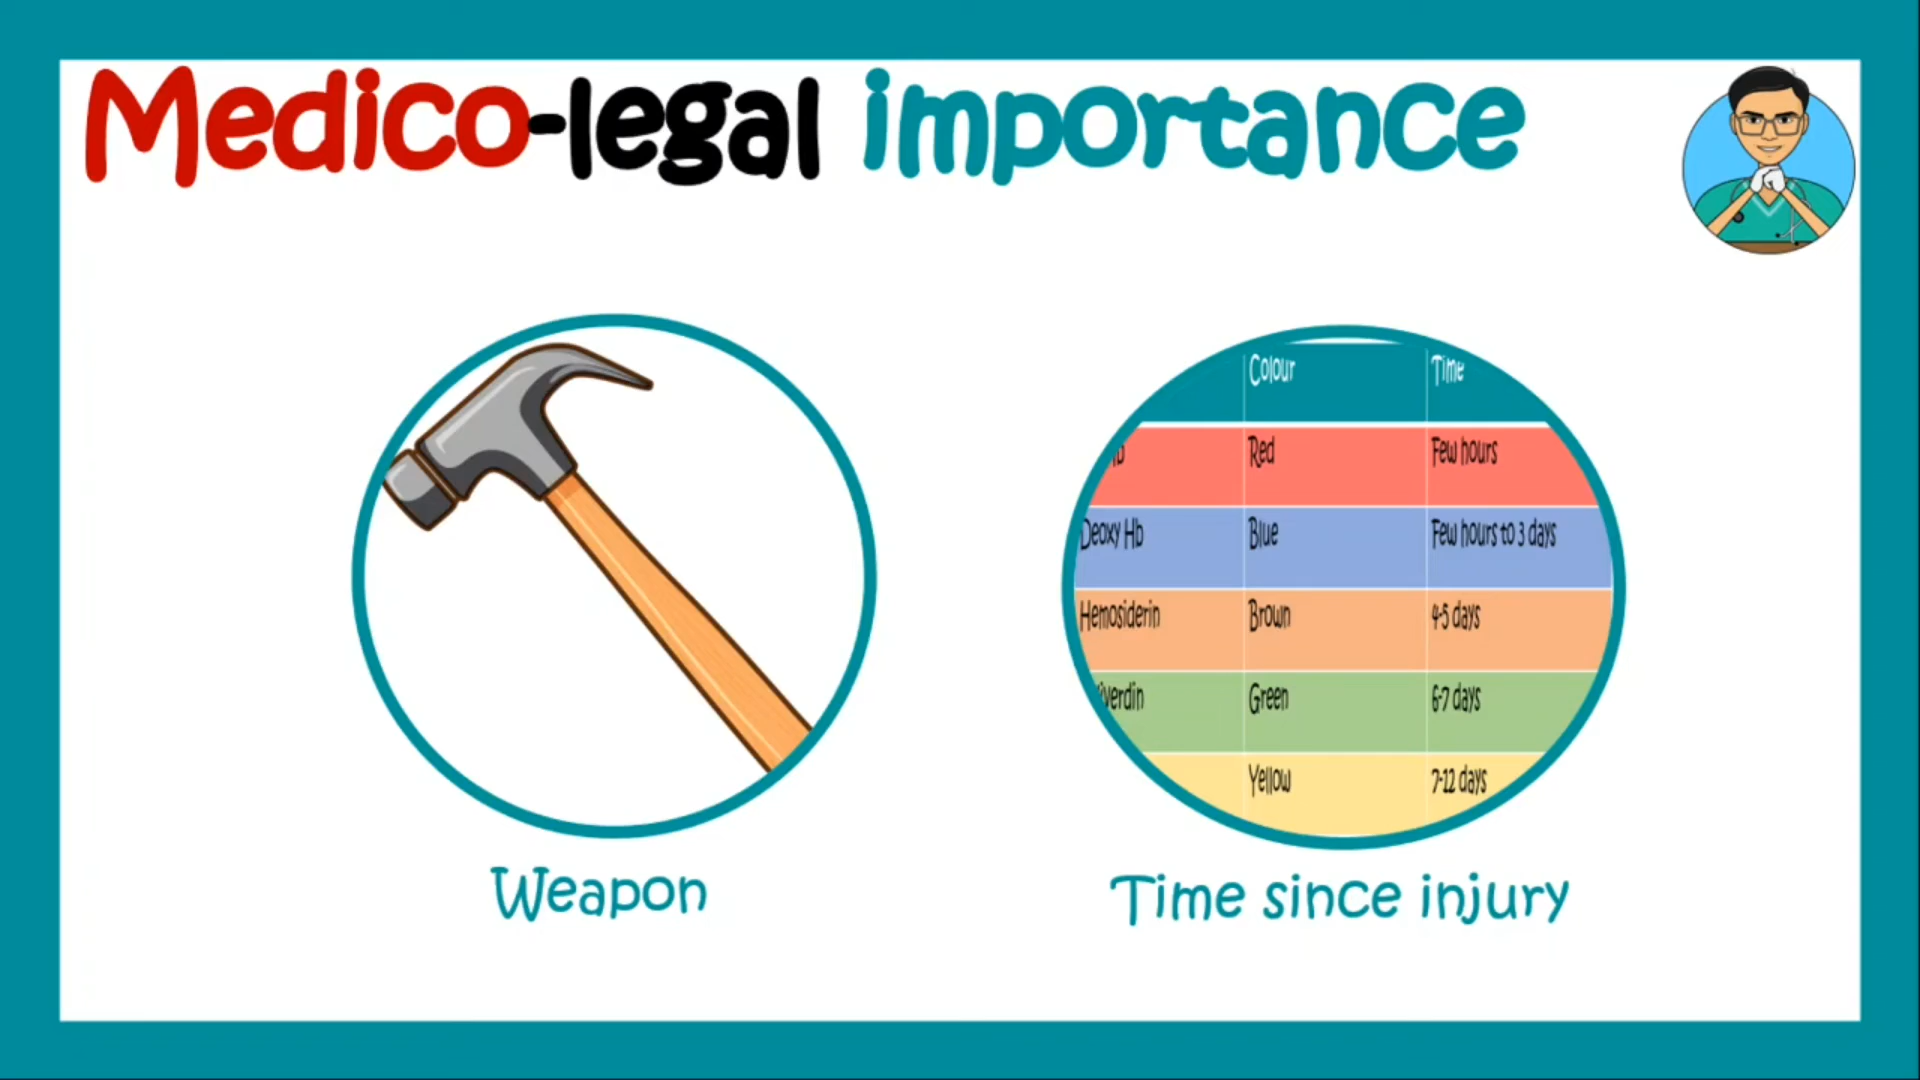 Medico-legal importance
Colour Time
Red Few hours
Deoxy Hb Blue Few hours to 3 days
Hemosiderin Brown 4-5 days
Green 6-7 days
Yellow 7-12 days
Weapon
Time since injury